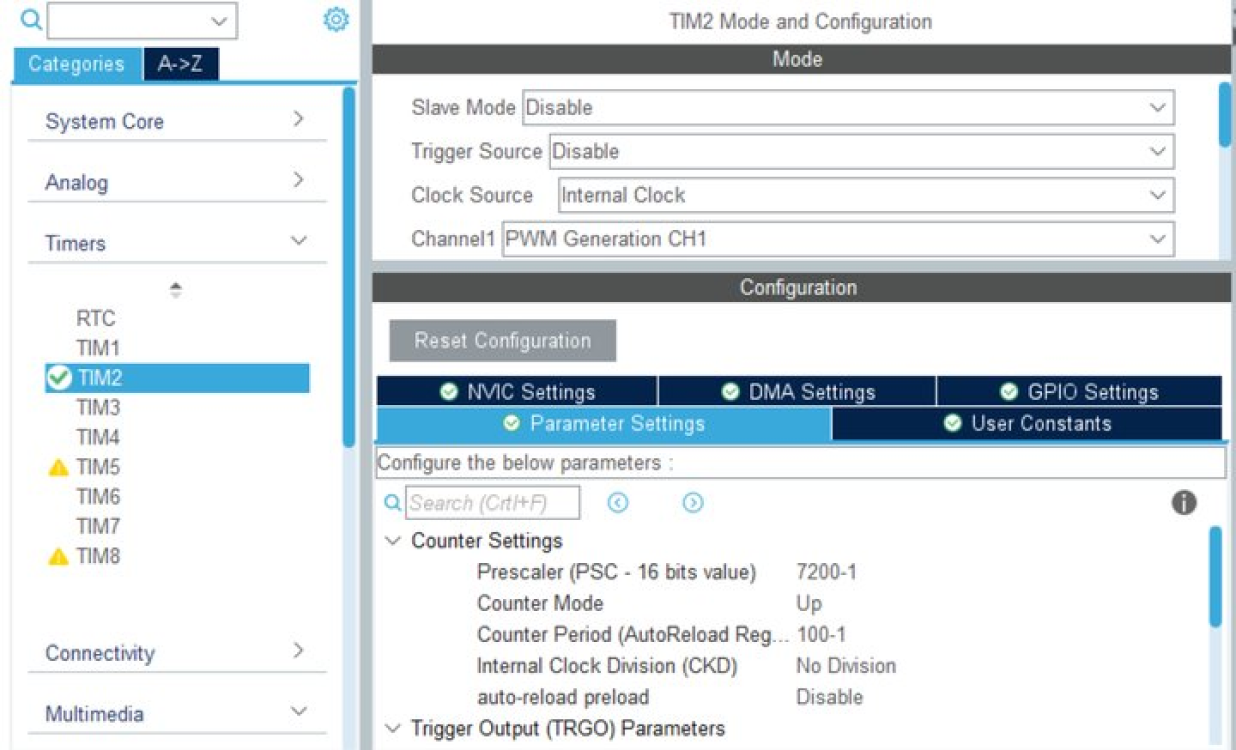 Categories
A->Z
System Core
Analog
Timers
RTC
TIM1
TIM2
TIM3
TIM4
TIM5
TIM6
TIM7
TIM8
Connectivity
Multimedia
TIM2 Mode and Configuration
Mode
Slave Mode Disable
Trigger Source Disable
Clock Source Internal Clock
Channel1 PWM Generation CH1
Configuration
Reset Configuration
NVIC Settings DMA Settings GPIO Settings
Parameter Settings User Constants
Configure the below parameters :
Search (Crtl+F)
Counter Settings
Prescaler (PSC - 16 bits value) 7200-1
Counter Mode Up
Counter Period (AutoReload Reg... 100-1
Internal Clock Division (CKD) No Division
auto-reload preload Disable
Trigger Output (TRGO) Parameters